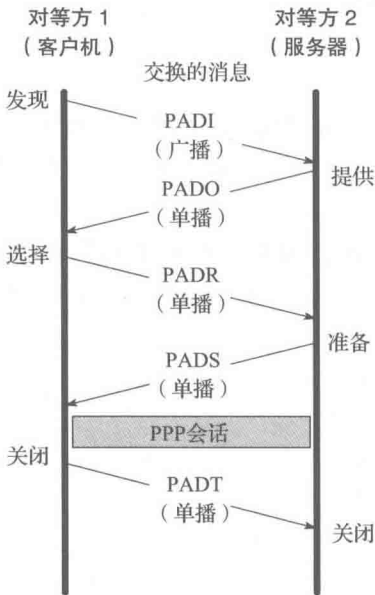 对等方 1
（客户机）
对等方 2
（服务器）
交换的消息
发现
PADI
（广播）
提供
PADO
（单播）
选择
PADR
（单播）
准备
PADS
（单播）
PPP会话
关闭
PADT
（单播）
关闭